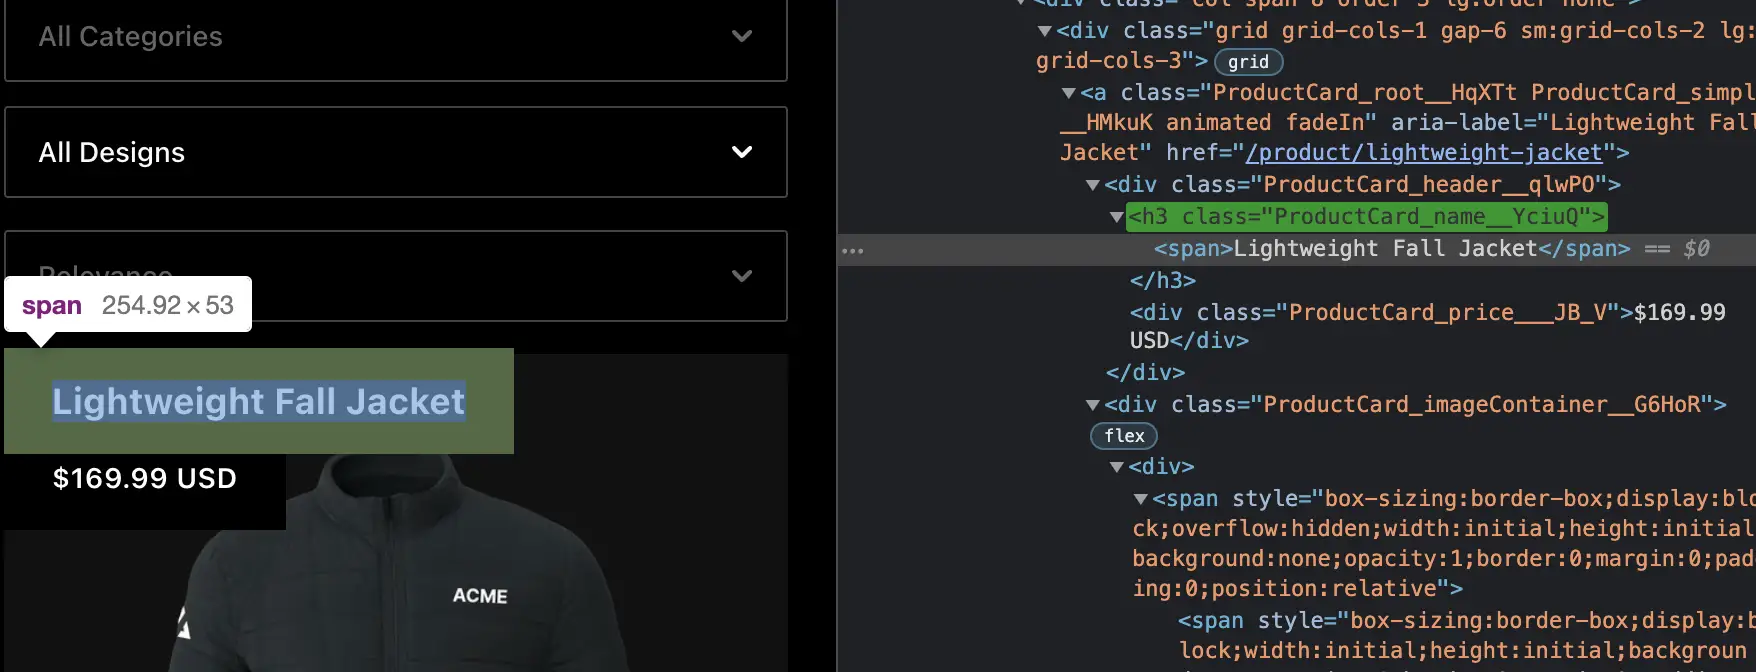 All Categories
All Designs
Relevance
span 254.92 × 53
Lightweight Fall Jacket
$169.99 USD
ACME
<div class="grid grid-cols-1 gap-6 sm:grid-cols-2 lg:
grid-cols-3"> grid
<a class="ProductCard_root__HqXTt ProductCard_simpl
__HMkuK animated fadeIn" aria-label="Lightweight Fall
Jacket" href="/product/lightweight-jacket">
<div class="ProductCard_header__qlwPO">
<h3 class="ProductCard_name__YciuQ">
<span>Lightweight Fall Jacket</span> == $0
</h3>
<div class="ProductCard_price___JB_V">$169.99
USD</div>
</div>
<div class="ProductCard_imageContainer__G6HoR">
flex
<div>
<span style="box-sizing:border-box;display:blo
ck;overflow:hidden;width:initial;height:initial
background:none;opacity:1;border:0;margin:0;pad
ing:0;position:relative">
<span style="box-sizing:border-box;display:b
lock;width:initial;height:initial;backgroun